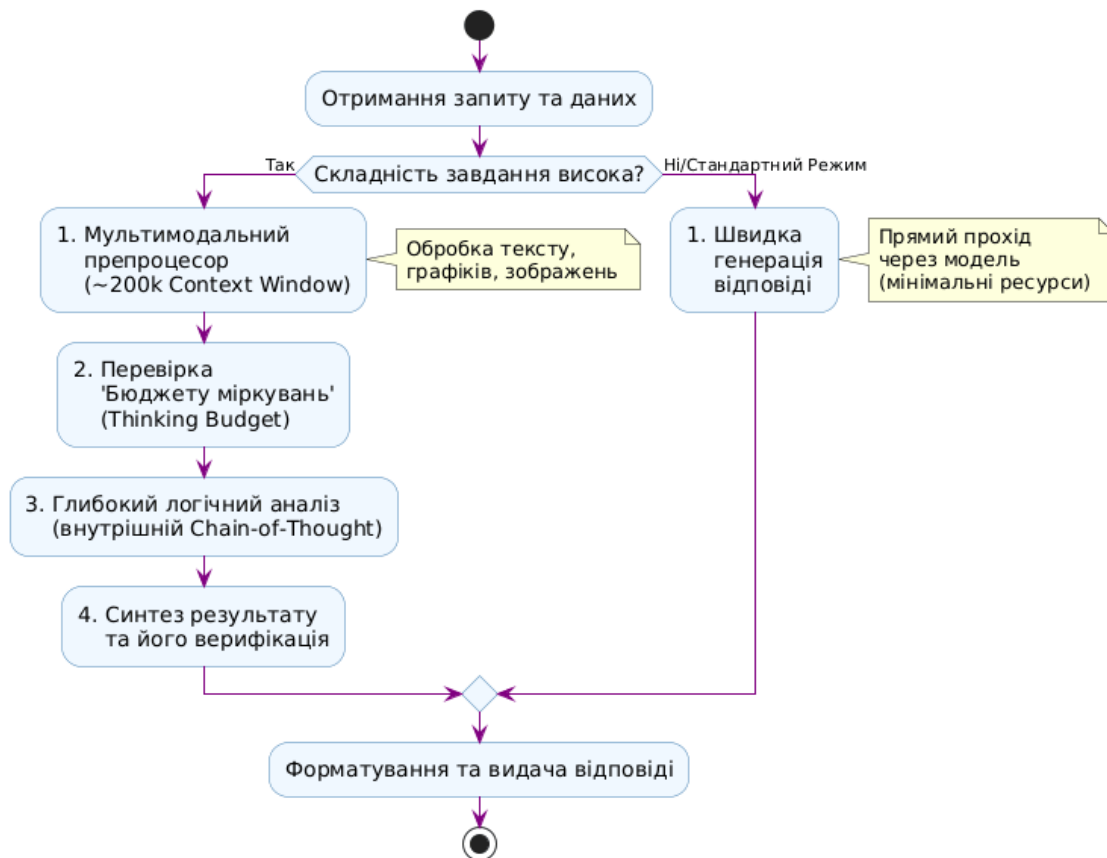 Отримання запиту та даних
Складність завдання висока?
Так
Ні/Стандартний Режим
1. Мультимодальний
препроцесор
(~200k Context Window)
Обробка тексту,
графіків, зображень
2. Перевірка
'Бюджету міркувань'
(Thinking Budget)
3. Глибокий логічний аналіз
(внутрішній Chain-of-Thought)
4. Синтез результату
та його верифікація
1. Швидка
генерація
відповіді
Прямий прохід
через модель
(мінімальні ресурси)
Форматування та видача відповіді